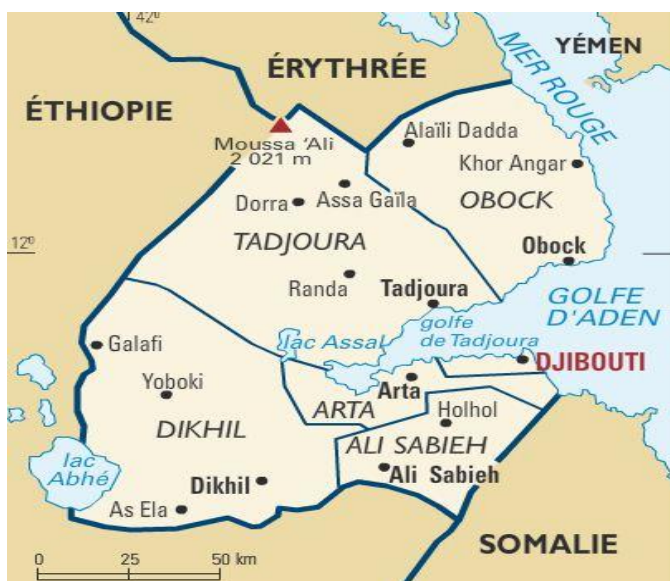 42⁰
MER ROUGE
YÉMEN
ÉRYTHRÉE
ÉTHIOPIE
Moussa ‘Ali
2 021 m
Alaïli Dadda
Khor Angar
Assa Gaïla
Dorra
OBOCK
TADJOURA
12⁰
Obock
Randa
Tadjoura
GOLFE
D'ADEN
golfe
de Tadjoura
lac Assal
Galafi
DJIBOUTI
Yoboki
Arta
ARTA
Holhol
DIKHIL
ALI SABIEH
lac
Abhé
Dikhil
Ali Sabieh
As Ela
SOMALIE
0 25 50 km